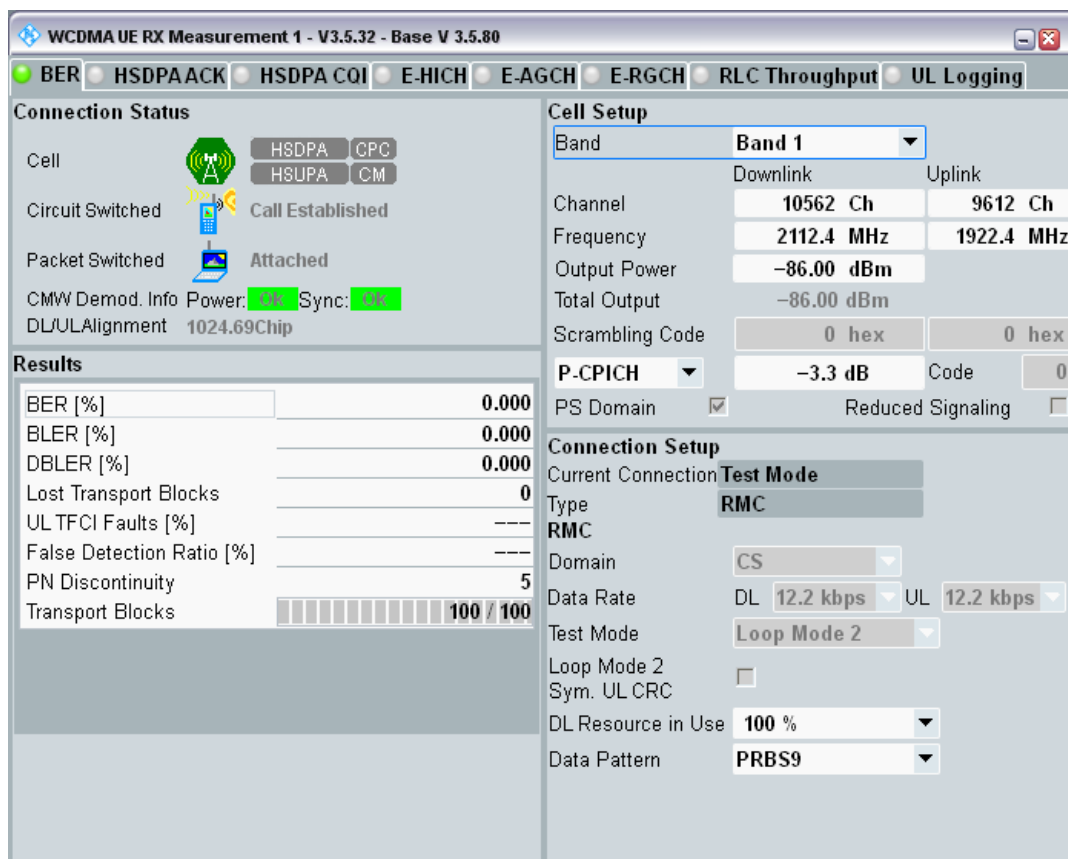 WCDMA UE RX Measurement 1 - V3.5.32 - Base V 3.5.80
BER HSDPA ACK HSDPA CQI E-HICH E-AGCH E-RGCH RLC Throughput UL Logging
Connection Status
Cell HSDPA CPC
HSUPA CM
Circuit Switched Call Established
Packet Switched Attached
CMW Demod. Info Power: Ok Sync: Ok
DL/UL Alignment 1024.69Chip
Results
BER [%] 0.000
BLER [%] 0.000
DBLER [%] 0.000
Lost Transport Blocks 0
UL TFCI Faults [%] ---
False Detection Ratio [%] ---
PN Discontinuity 5
Transport Blocks 100 / 100
Cell Setup
Band Band 1
Downlink Uplink
Channel 10562 Ch 9612 Ch
Frequency 2112.4 MHz 1922.4 MHz
Output Power −86.00 dBm
Total Output −86.00 dBm
Scrambling Code 0 hex 0 hex
P-CPICH −3.3 dB Code 0
PS Domain Reduced Signaling
Connection Setup
Current Connection Test Mode
Type RMC
RMC
Domain CS
Data Rate DL 12.2 kbps UL 12.2 kbps
Test Mode Loop Mode 2
Loop Mode 2
Sym. UL CRC
DL Resource in Use 100 %
Data Pattern PRBS9